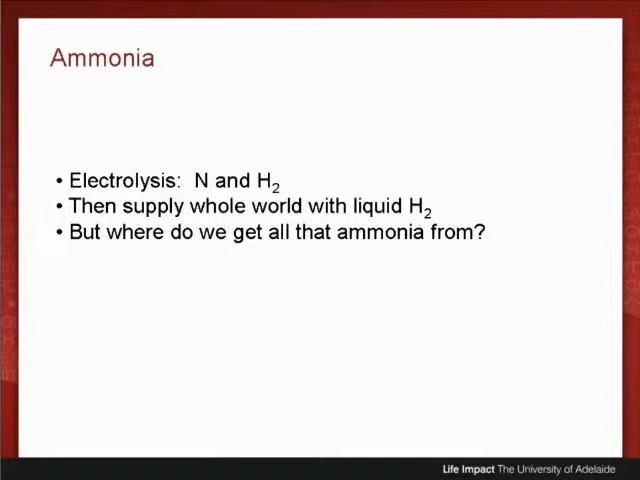 Ammonia
• Electrolysis: N and H₂
• Then supply whole world with liquid H₂
• But where do we get all that ammonia from?
Life Impact The University of Adelaide